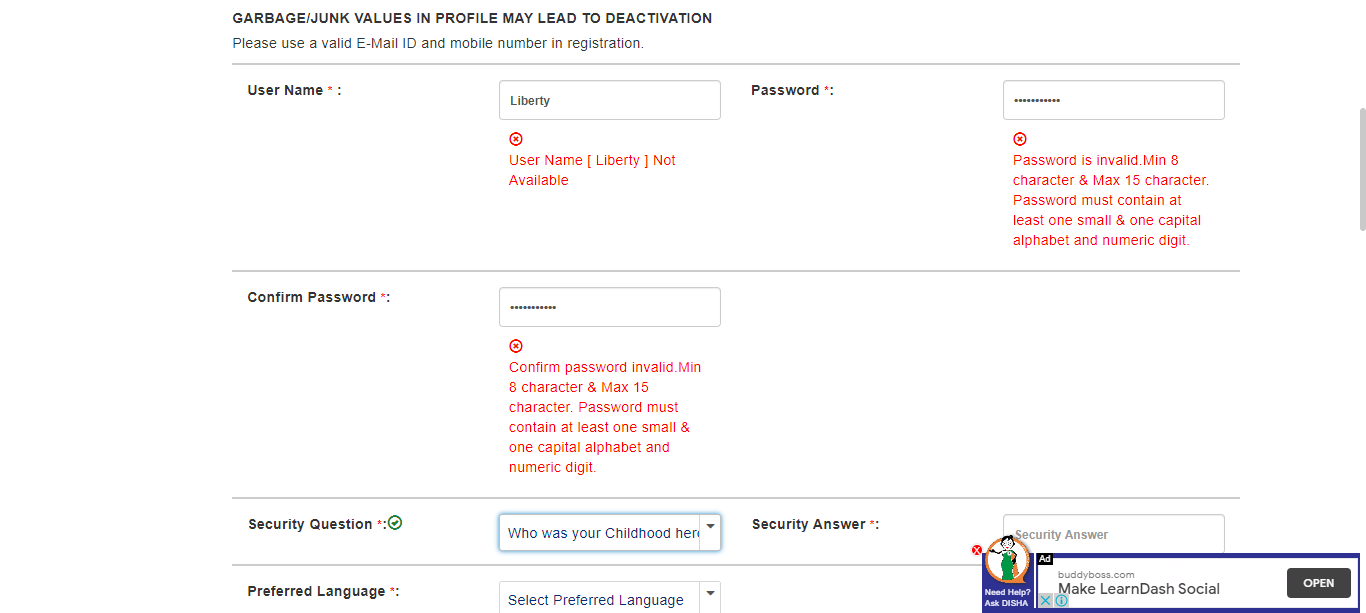 GARBAGE/JUNK VALUES IN PROFILE MAY LEAD TO DEACTIVATION
Please use a valid E-Mail ID and mobile number in registration.
User Name * :
Liberty
User Name [ Liberty ] Not
Available
Password *:
•••••••••••
Password is invalid.Min 8
character & Max 15 character.
Password must contain at
least one small & one capital
alphabet and numeric digit.
Confirm Password *:
•••••••••••
Confirm password invalid.Min
8 character & Max 15
character. Password must
contain at least one small &
one capital alphabet and
numeric digit.
Security Question *:
Who was your Childhood her
Security Answer *:
Security Answer
Preferred Language *:
Select Preferred Language
Need Help?
Ask DISHA
Ad
buddyboss.com
Make LearnDash Social
OPEN